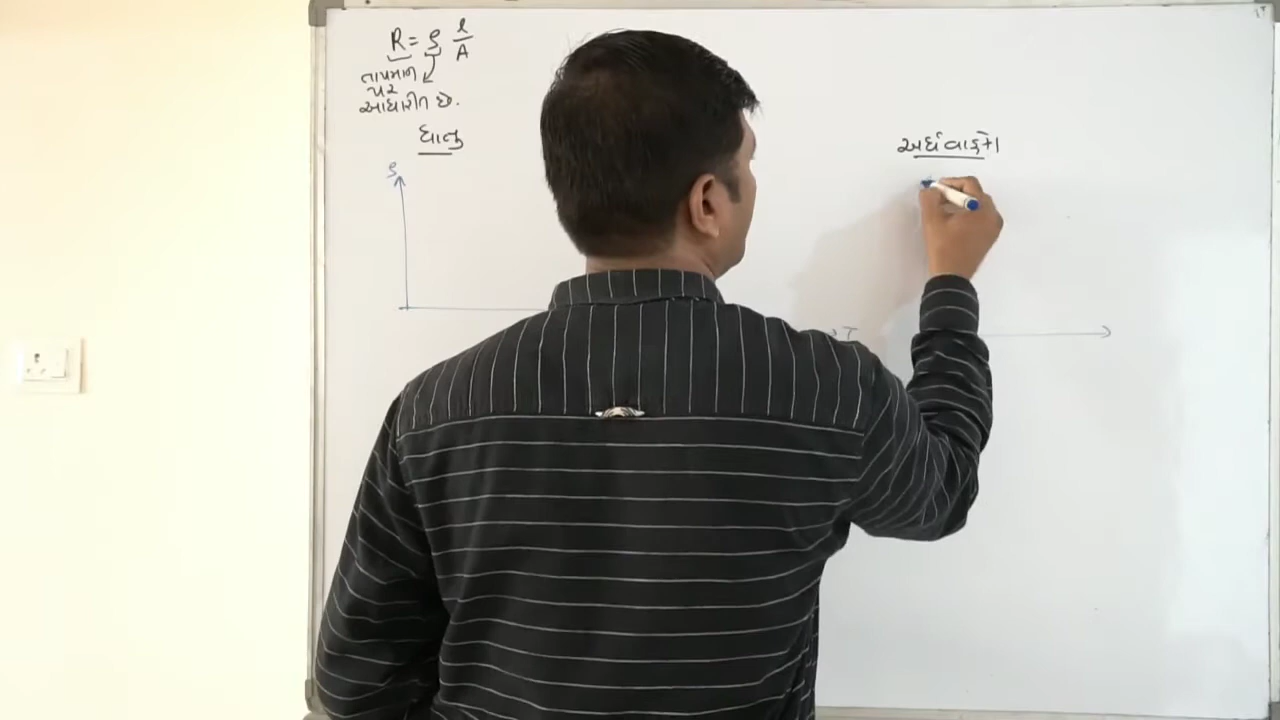 R = ρ l/A
તાપમાન
પર
આધારીત છે.
ધાતુ
અર્ધવાહકો
ρ
T